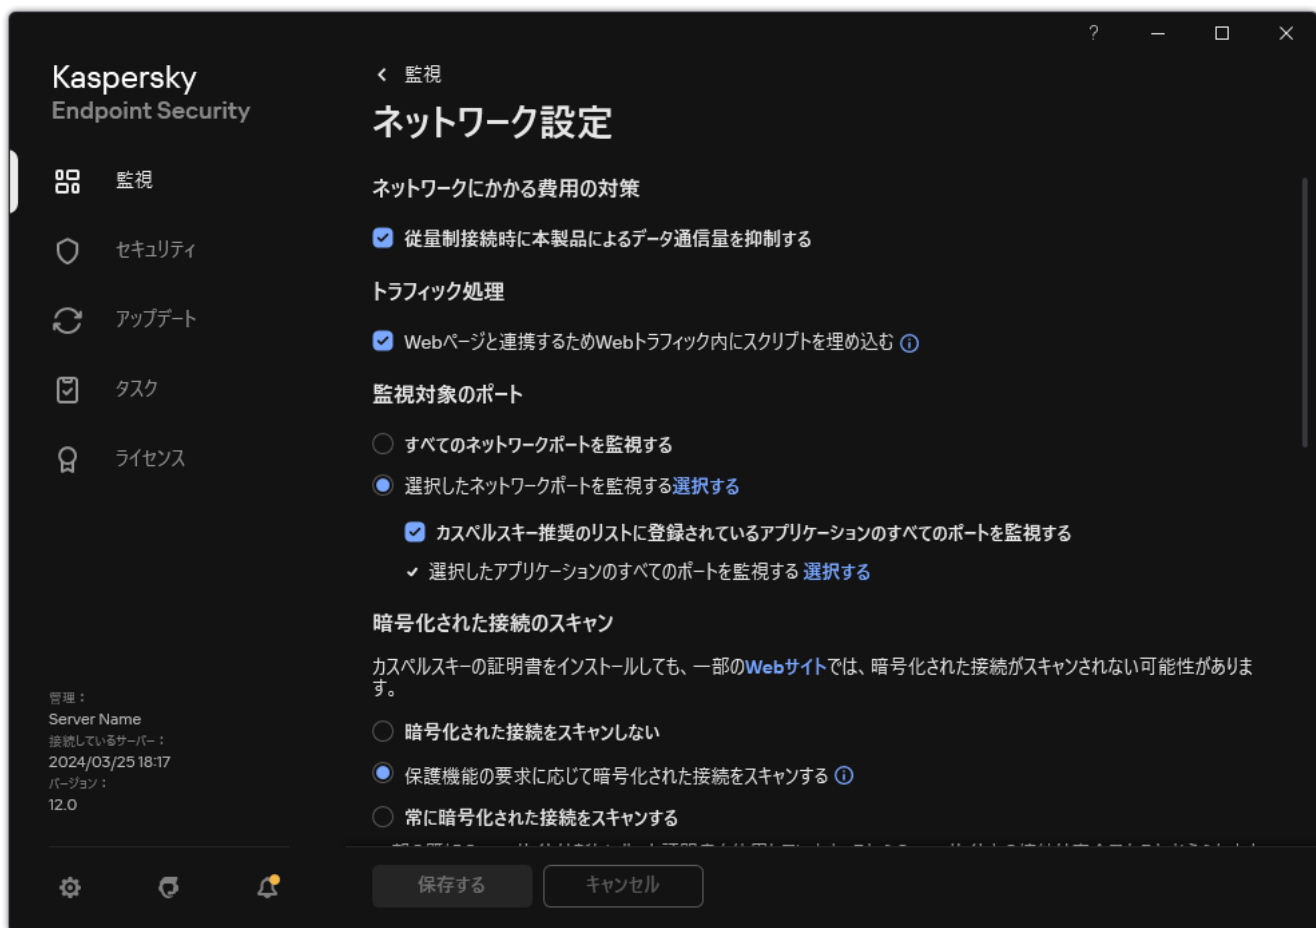 Kaspersky
Endpoint Security
監視
セキュリティ
アップデート
タスク
ライセンス
管理：
Server Name
接続しているサーバー：
2024/03/25 18:17
バージョン：
12.0
?
監視
ネットワーク設定
ネットワークにかかる費用の対策
従量制接続時に本製品によるデータ通信量を抑制する
トラフィック処理
Webページと連携するためWebトラフィック内にスクリプトを埋め込む
監視対象のポート
すべてのネットワークポートを監視する
選択したネットワークポートを監視する選択する
カスペルスキー推奨のリストに登録されているアプリケーションのすべてのポートを監視する
選択したアプリケーションのすべてのポートを監視する 選択する
暗号化された接続のスキャン
カスペルスキーの証明書をインストールしても、一部のWebサイトでは、暗号化された接続がスキャンされない可能性がありま
す。
暗号化された接続をスキャンしない
保護機能の要求に応じて暗号化された接続をスキャンする
常に暗号化された接続をスキャンする
保存する
キャンセル